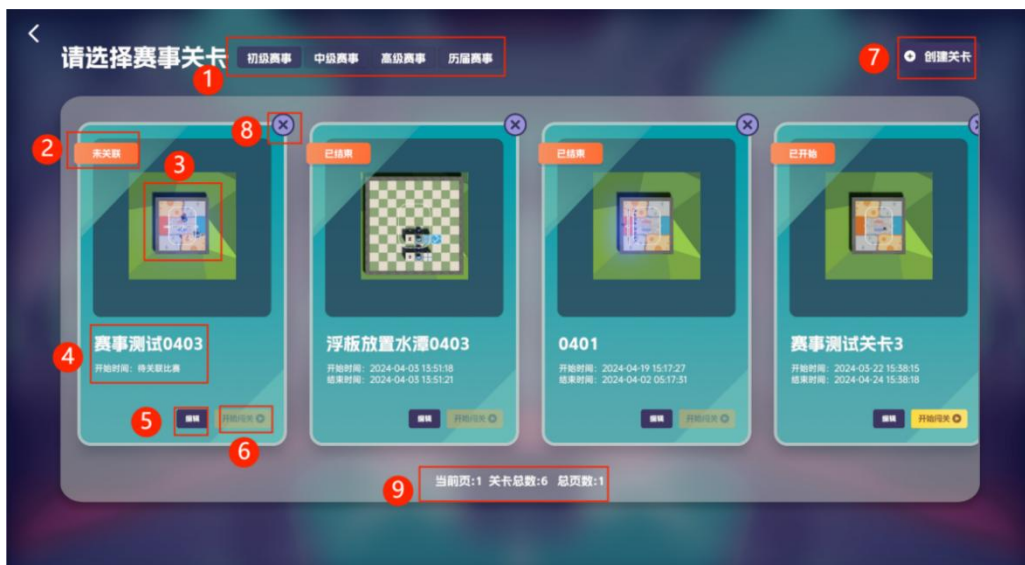 请选择赛事关卡 初级赛事 中级赛事 高级赛事 历届赛事 创建关卡
1
7
8
2
未关联
已结束
已结束
已开始
3
赛事测试0403
浮板放置水潭0403
0401
赛事测试关卡3
4
开始时间: 待关联比赛
开始时间: 2024-04-03 13:51:18
结束时间: 2024-04-03 13:51:21
开始时间: 2024-04-19 15:17:27
结束时间: 2024-04-02 05:17:31
开始时间: 2024-03-22 15:38:15
结束时间: 2024-04-24 15:38:18
5
编辑 开始闯关
编辑 开始闯关
编辑 开始闯关
编辑 开始闯关
6
9
当前页:1 关卡总数:6 总页数:1